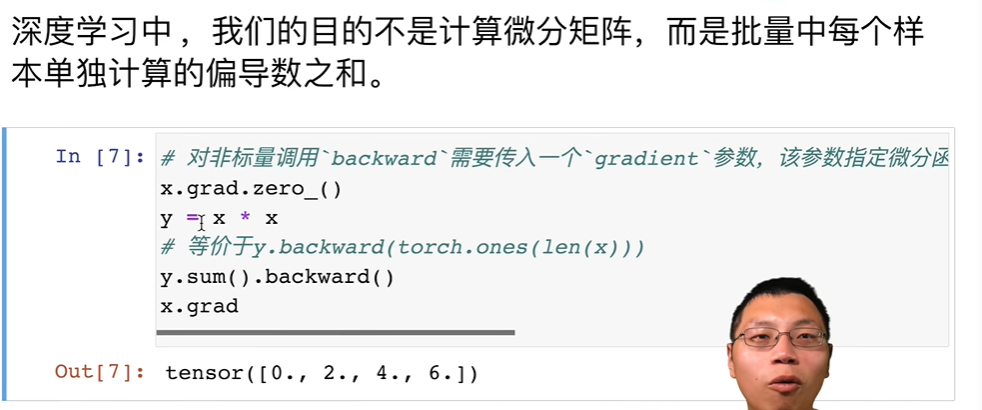 深度学习中，我们的目的不是计算微分矩阵，而是批量中每个样
本单独计算的偏导数之和。
In [7]: # 对非标量调用`backward`需要传入一个`gradient`参数，该参数指定微分函
x.grad.zero_()
y = x * x
# 等价于y.backward(torch.ones(len(x)))
y.sum().backward()
x.grad
Out[7]: tensor([0., 2., 4., 6.])